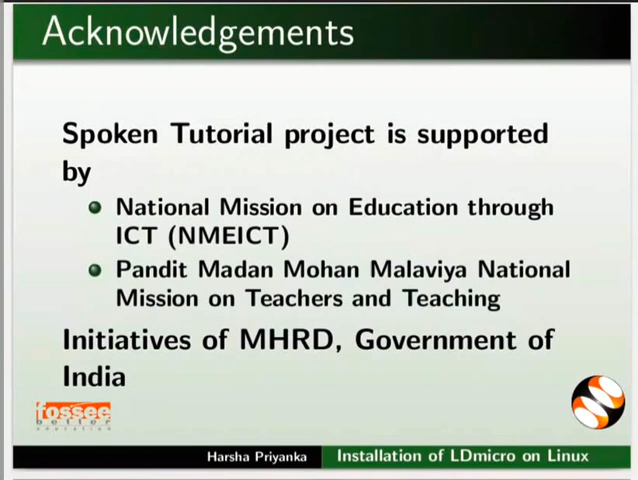 Acknowledgements
Spoken Tutorial project is supported
by
National Mission on Education through
ICT (NMEICT)
Pandit Madan Mohan Malaviya National
Mission on Teachers and Teaching
Initiatives of MHRD, Government of
India
fossee
better
education
Harsha Priyanka
Installation of LDmicro on Linux